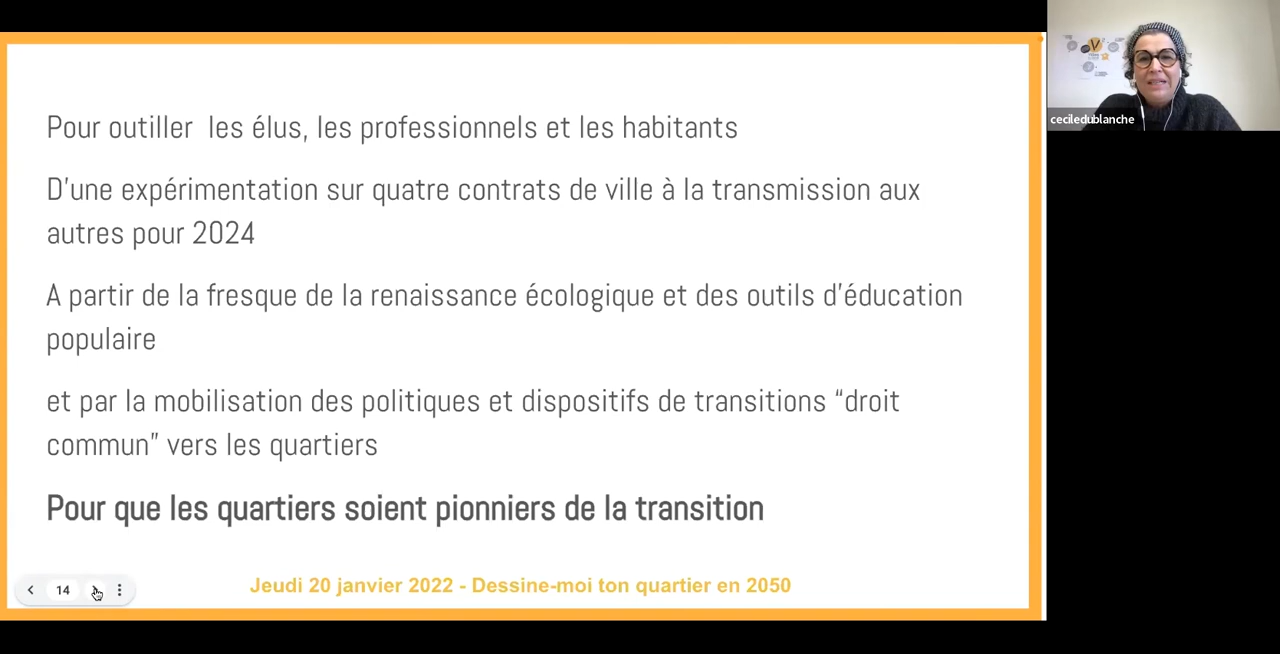 Pour outiller les élus, les professionnels et les habitants
D'une expérimentation sur quatre contrats de ville à la transmission aux
autres pour 2024
A partir de la fresque de la renaissance écologique et des outils d'éducation
populaire
et par la mobilisation des politiques et dispositifs de transitions “droit
commun” vers les quartiers
Pour que les quartiers soient pionniers de la transition
14
Jeudi 20 janvier 2022 - Dessine-moi ton quartier en 2050
ceciledublanche